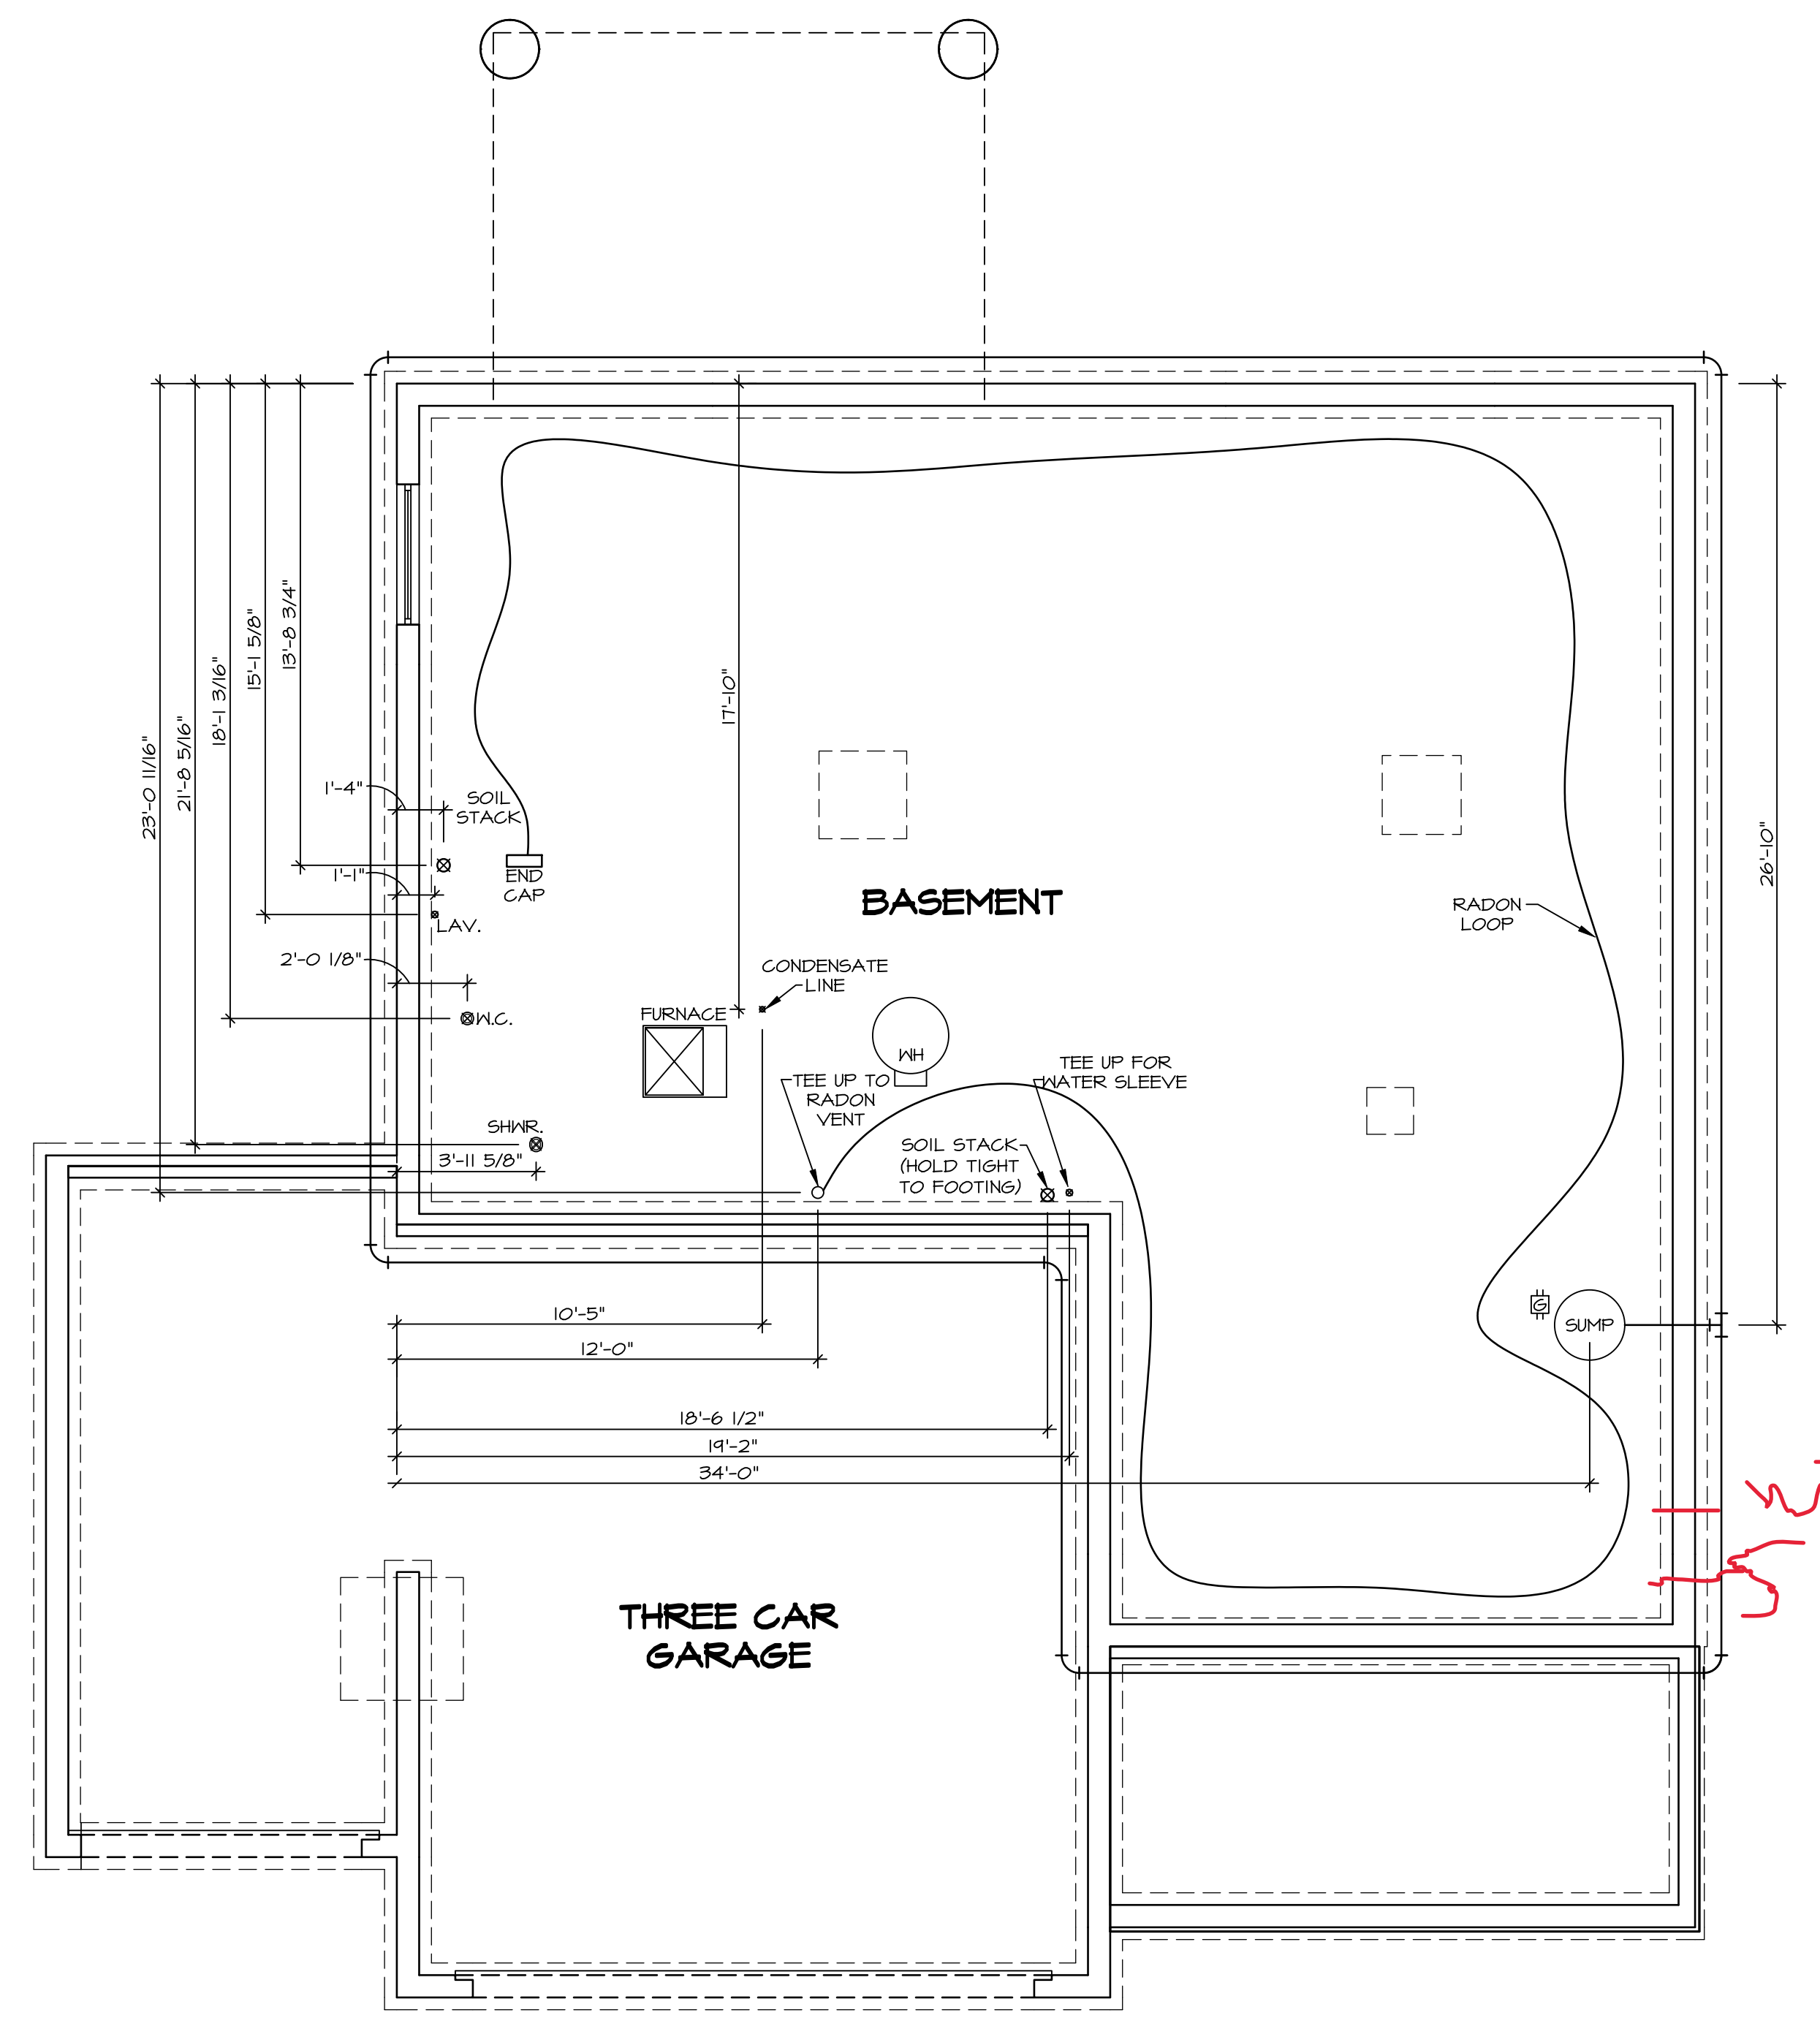 13'-8 3/4"
15'-1 5/8"
18'-1 3/16"
21'-8 5/16"
23'-0 11/16"
17'-10"
26'-10"
1'-4"
SOIL
STACK
1'-1"
END
CAP
LAV.
BASEMENT
RADON
LOOP
2'-0 1/8"
CONDENSATE
LINE
FURNACE
W.C.
WH
TEE UP FOR
WATER SLEEVE
TEE UP TO
RADON
VENT
SHWR.
3'-11 5/8"
SOIL STACK
(HOLD TIGHT
TO FOOTING)
G
SUMP
10'-5"
12'-0"
18'-6 1/2"
19'-2"
34'-0"
THREE CAR
GARAGE